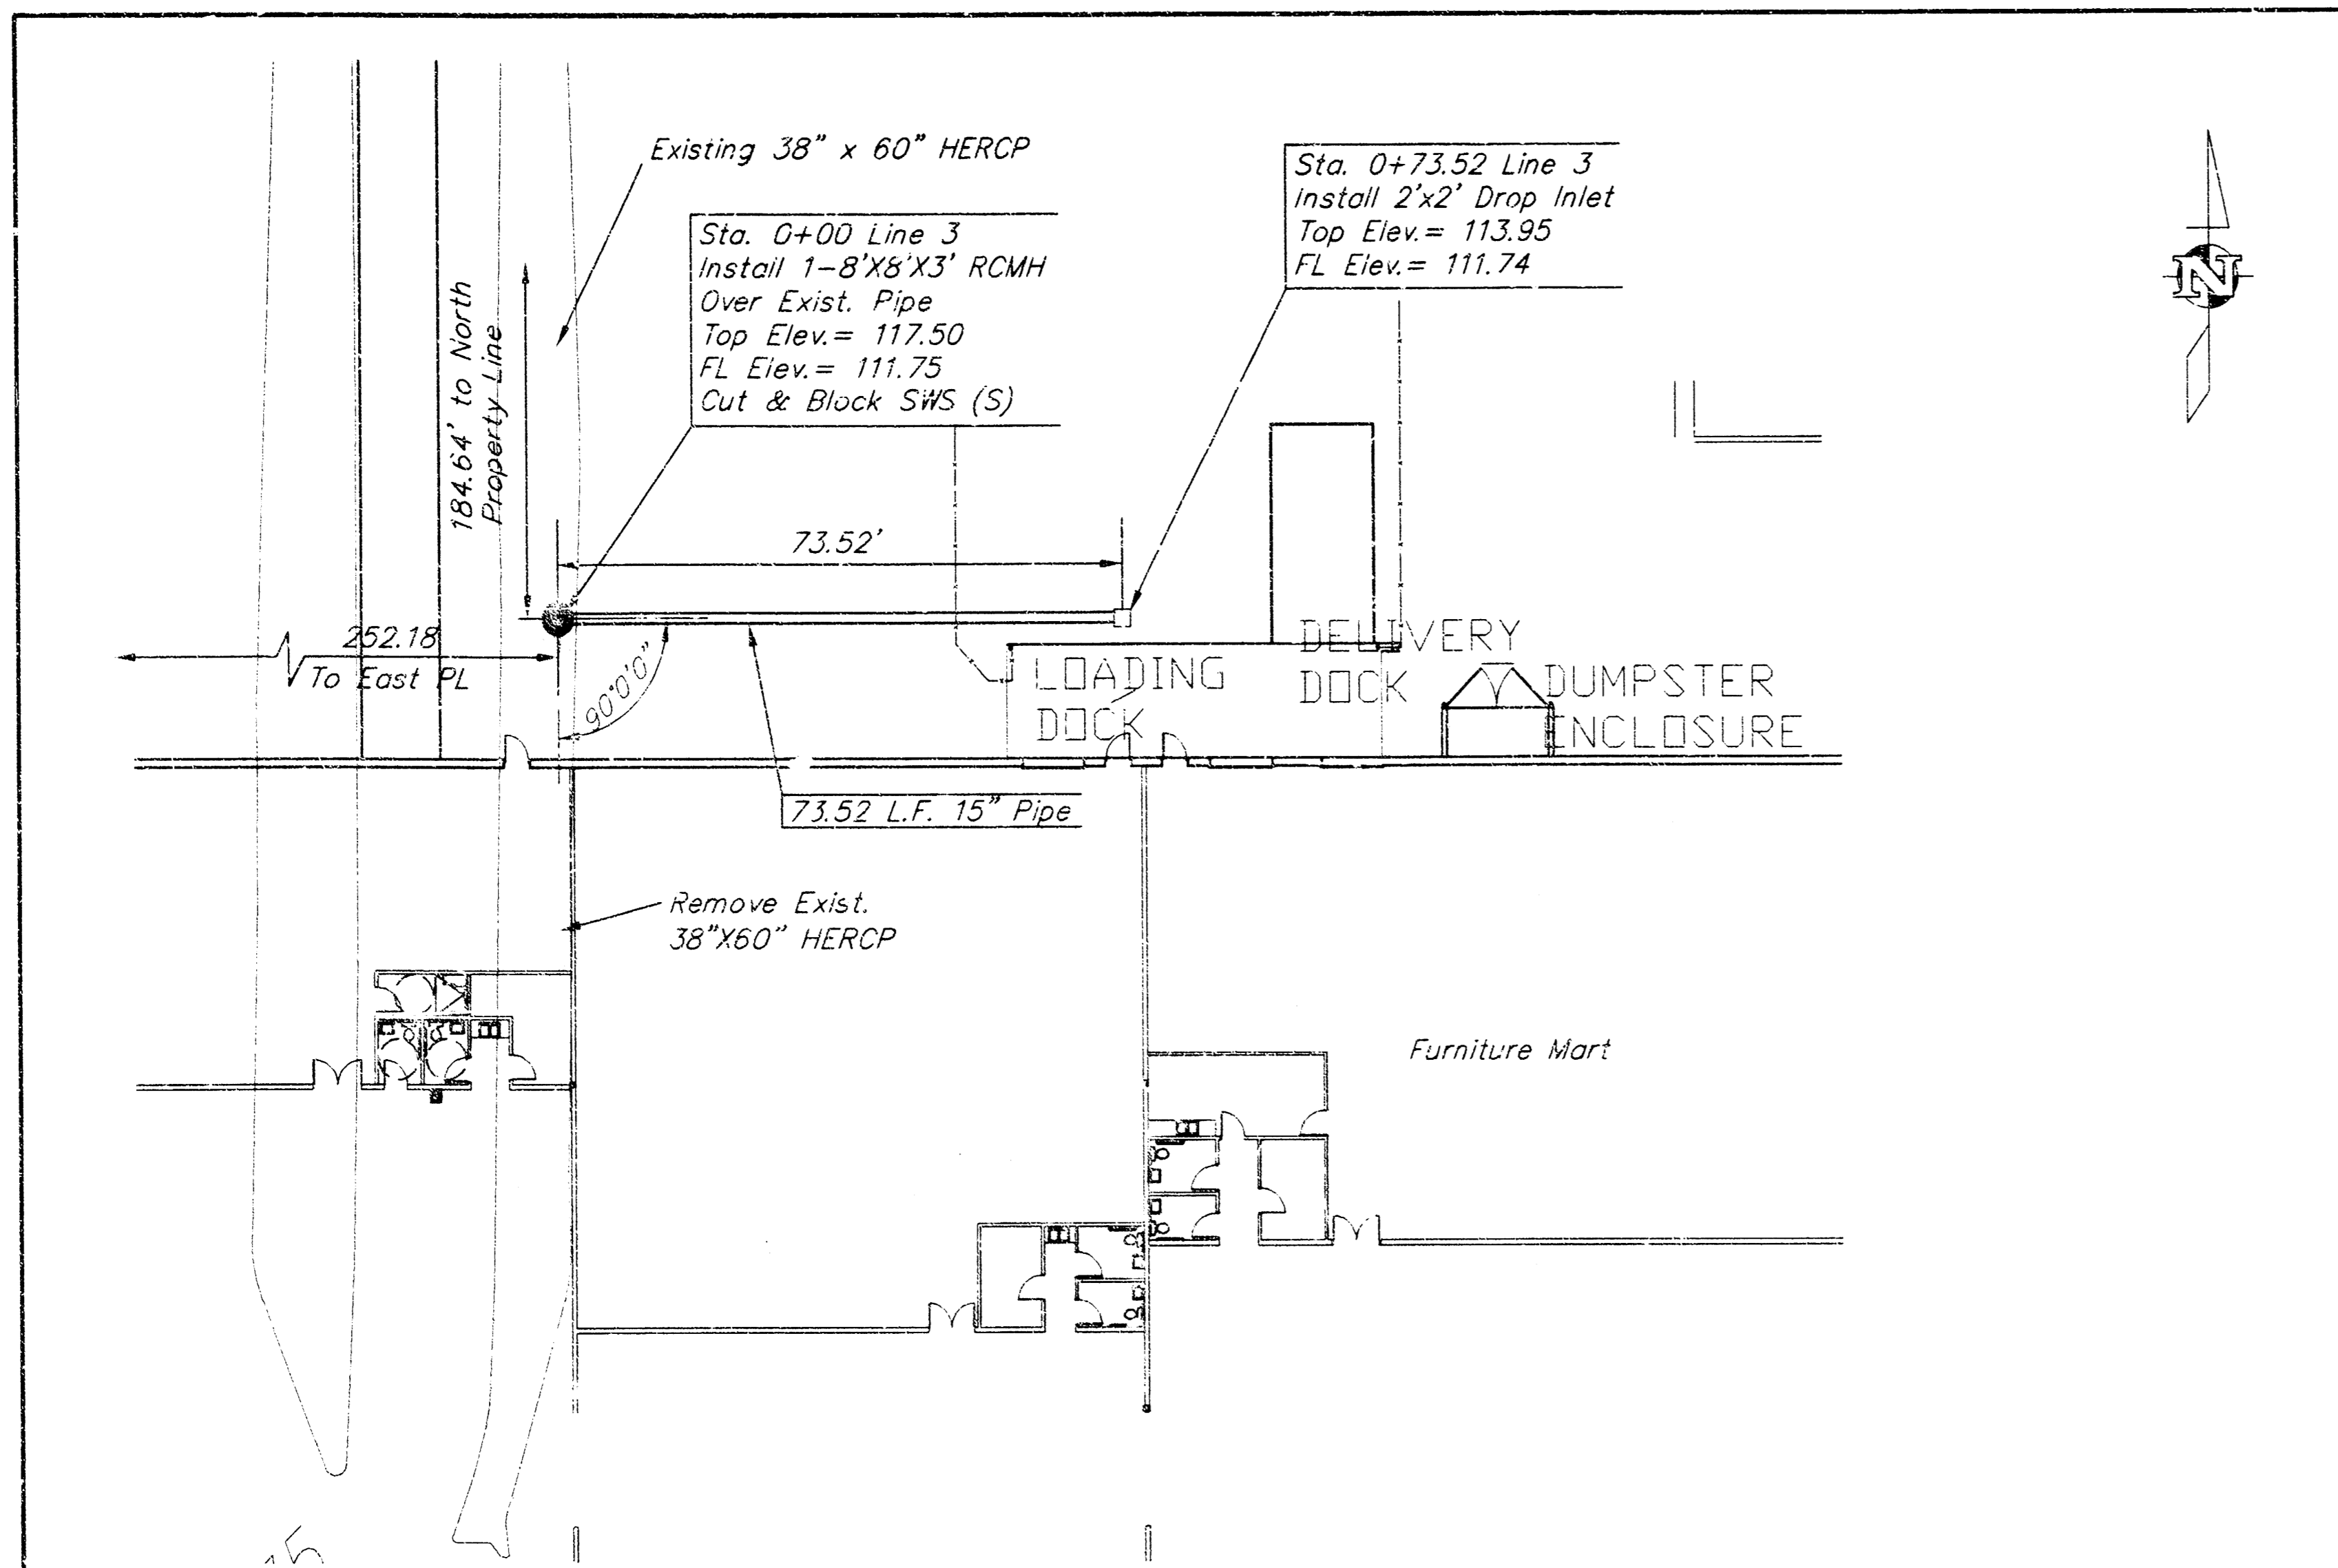 Existing 38" x 60" HERCP
Sta. 0+00 Line 3
Install 1-8'X8'X3' RCMH
Over Exist. Pipe
Top Elev.= 117.50
FL Elev.= 111.75
Cut & Block SWS (S)
Sta. 0+73.52 Line 3
Install 2'x2' Drop Inlet
Top Elev.= 113.95
FL Elev.= 111.74
N
184.64' to North
Property Line
73.52'
252.18
To East PL
90°0'0"
LOADING
DOCK
DELIVERY
DOCK
DUMPSTER
ENCLOSURE
73.52 L.F. 15" Pipe
Remove Exist.
38"X60" HERCP
Furniture Mart